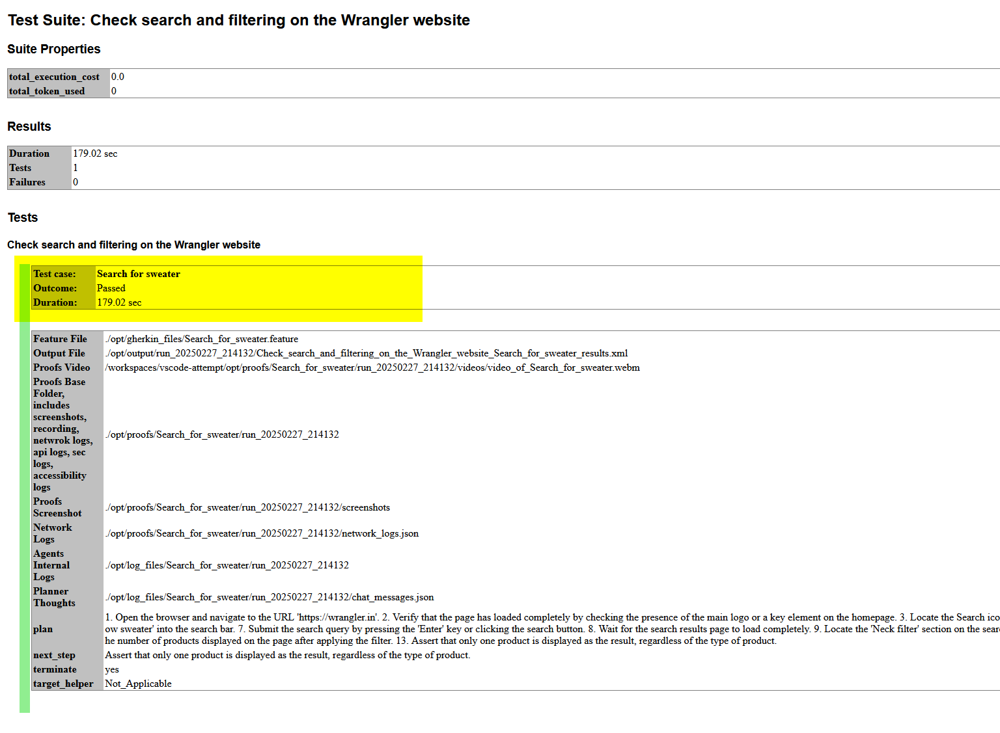 Test Suite: Check search and filtering on the Wrangler website
Suite Properties
total_execution_cost 0.0
total_token_used 0
Results
Duration 179.02 sec
Tests 1
Failures 0
Tests
Check search and filtering on the Wrangler website
Test case: Search for sweater
Outcome: Passed
Duration: 179.02 sec
Feature File ./opt/gherkin_files/Search_for_sweater.feature
Output File ./opt/output/run_20250227_214132/Check_search_and_filtering_on_the_Wrangler_website_Search_for_sweater_results.xml
Proofs Video /workspaces/vscode-attempt/opt/proofs/Search_for_sweater/run_20250227_214132/videos/video_of_Search_for_sweater.webm
Proofs Base
Folder,
includes
screenshots,
recording,
netwrok logs, ./opt/proofs/Search_for_sweater/run_20250227_214132
api logs, sec
logs,
accessibility
logs
Proofs
Screenshot ./opt/proofs/Search_for_sweater/run_20250227_214132/screenshots
Network
Logs ./opt/proofs/Search_for_sweater/run_20250227_214132/network_logs.json
Agents
Internal ./opt/log_files/Search_for_sweater/run_20250227_214132
Logs
Planner
Thoughts ./opt/log_files/Search_for_sweater/run_20250227_214132/chat_messages.json
1. Open the browser and navigate to the URL 'https://wrangler.in'. 2. Verify that the page has loaded completely by checking the presence of the main logo or a key element on the homepage. 3. Locate the Search ico
plan ow sweater' into the search bar. 7. Submit the search query by pressing the 'Enter' key or clicking the search button. 8. Wait for the search results page to load completely. 9. Locate the 'Neck filter' section on the sear
he number of products displayed on the page after applying the filter. 13. Assert that only one product is displayed as the result, regardless of the type of product.
next_step Assert that only one product is displayed as the result, regardless of the type of product.
terminate yes
target_helper Not_Applicable